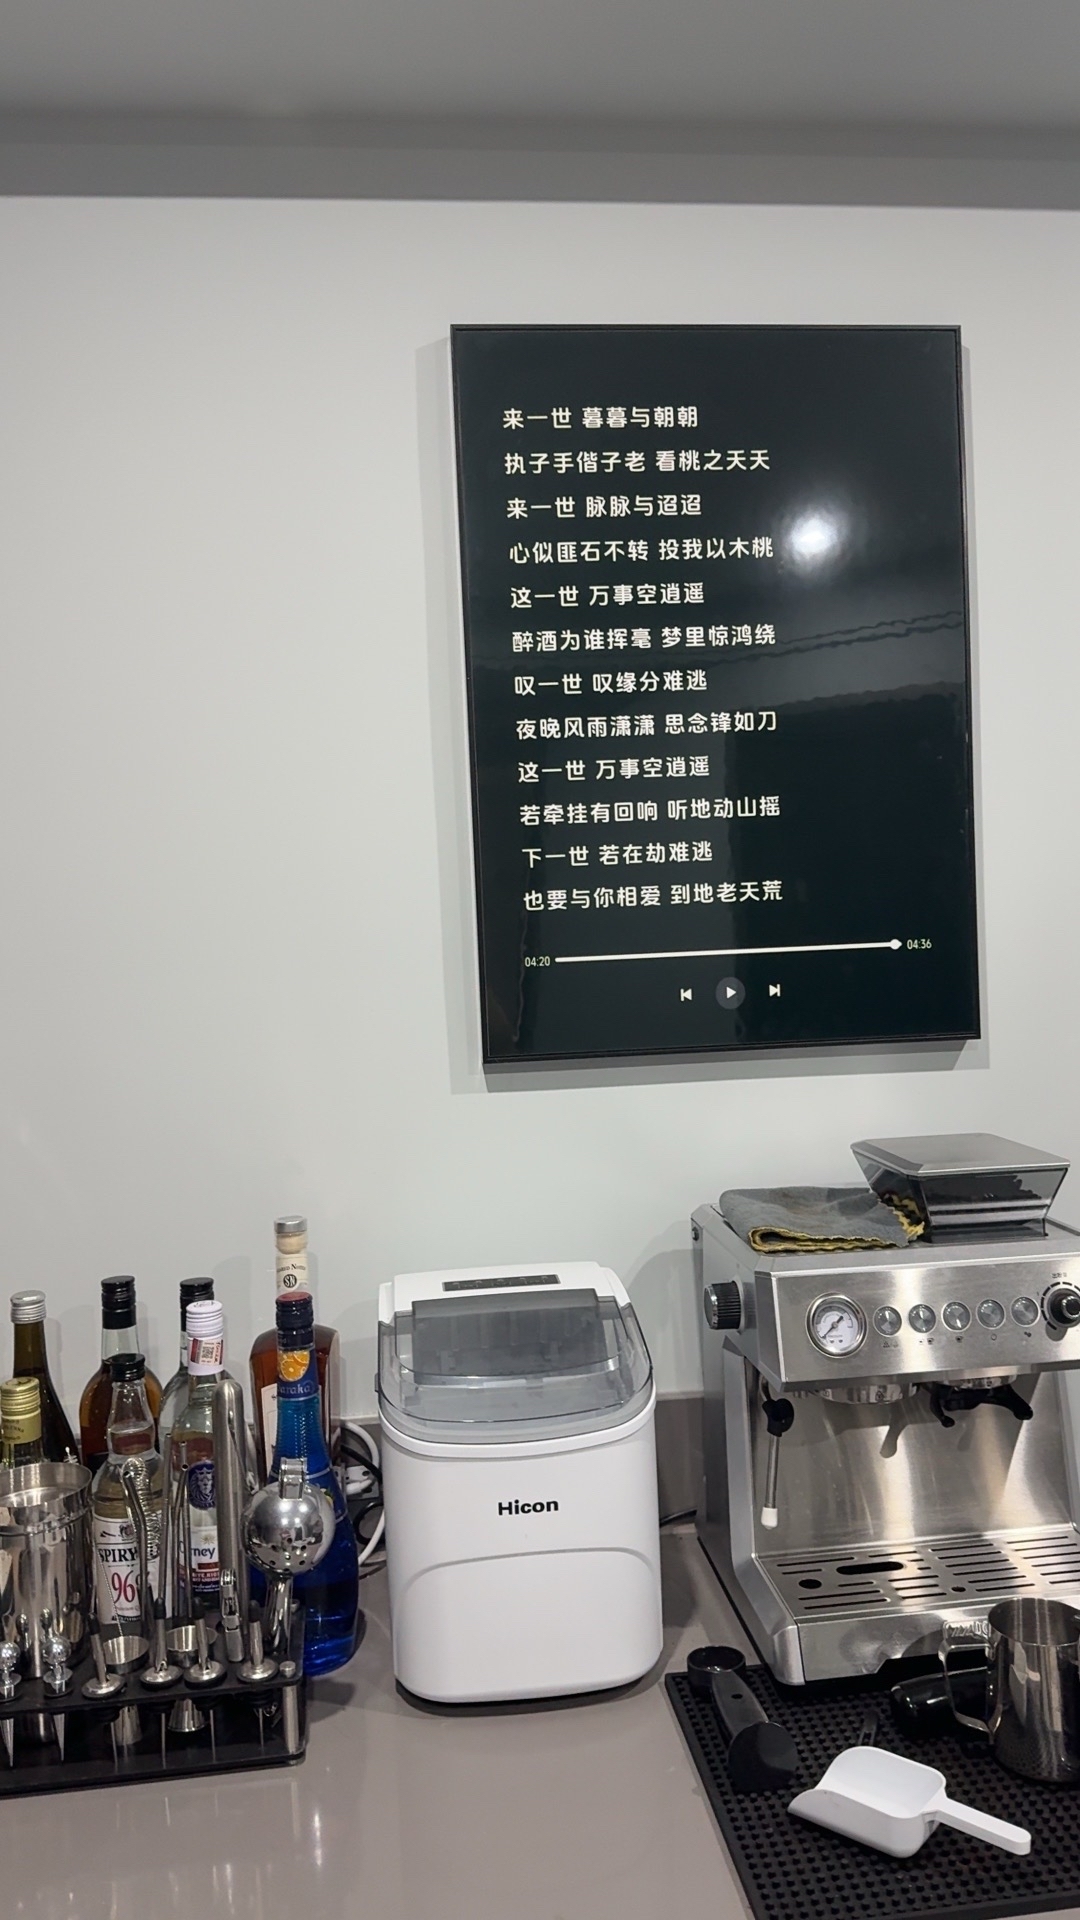 来一世 暮暮与朝朝
执子手偕子老 看桃之天天
来一世 脉脉与迢迢
心似匪石不转 投我以木桃
这一世 万事空逍遥
醉酒为谁挥毫 梦里惊鸿绕
叹一世 叹缘分难逃
夜晚风雨潇潇 思念锋如刀
这一世 万事空逍遥
若牵挂有回响 听地动山摇
下一世 若在劫难逃
也要与你相爱 到地老天荒
04:20 04:36
SN
Hicon
SPIRY
96
ney